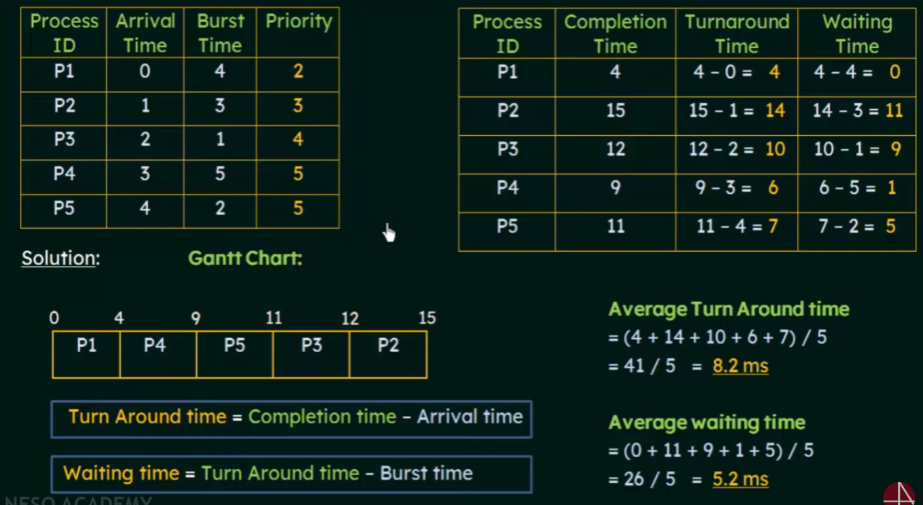 Process ID Arrival Time Burst Time Priority
P1 0 4 2
P2 1 3 3
P3 2 1 4
P4 3 5 5
P5 4 2 5
Process ID Completion Time Turnaround Time Waiting Time
P1 4 4 – 0 = 4 4 – 4 = 0
P2 15 15 – 1 = 14 14 – 3 = 11
P3 12 12 – 2 = 10 10 – 1 = 9
P4 9 9 – 3 = 6 6 – 5 = 1
P5 11 11 – 4 = 7 7 – 2 = 5
Solution: Gantt Chart:
0 4 9 11 12 15
P1 P4 P5 P3 P2
Turn Around time = Completion time – Arrival time
Waiting time = Turn Around time – Burst time
Average Turn Around time
= (4 + 14 + 10 + 6 + 7) / 5
= 41 / 5 = 8.2 ms
Average waiting time
= (0 + 11 + 9 + 1 + 5) / 5
= 26 / 5 = 5.2 ms
NESO ACADEMY